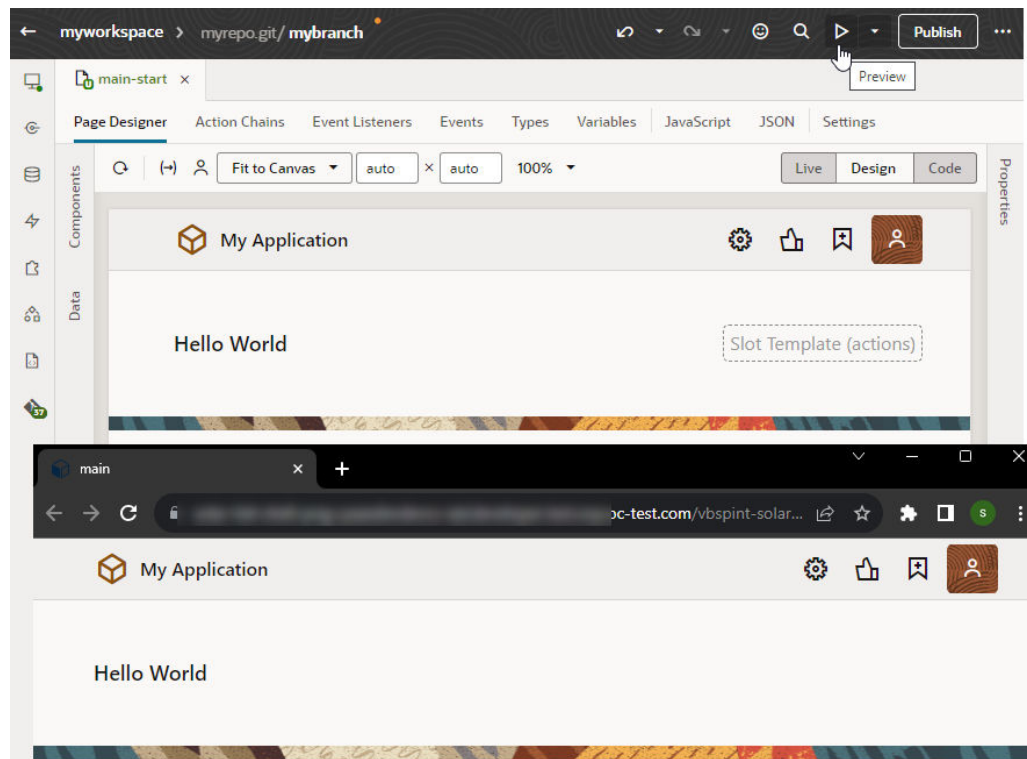 myworkspace > myrepo.git/ mybranch
Publish
Preview
main-start ×
Page Designer Action Chains Event Listeners Events Types Variables JavaScript JSON Settings
Components
Data
Fit to Canvas auto × auto 100%
Live Design Code
Properties
My Application
Hello World
Slot Template (actions)
37
main × +
pc-test.com/vbspint-solar...
S
My Application
Hello World